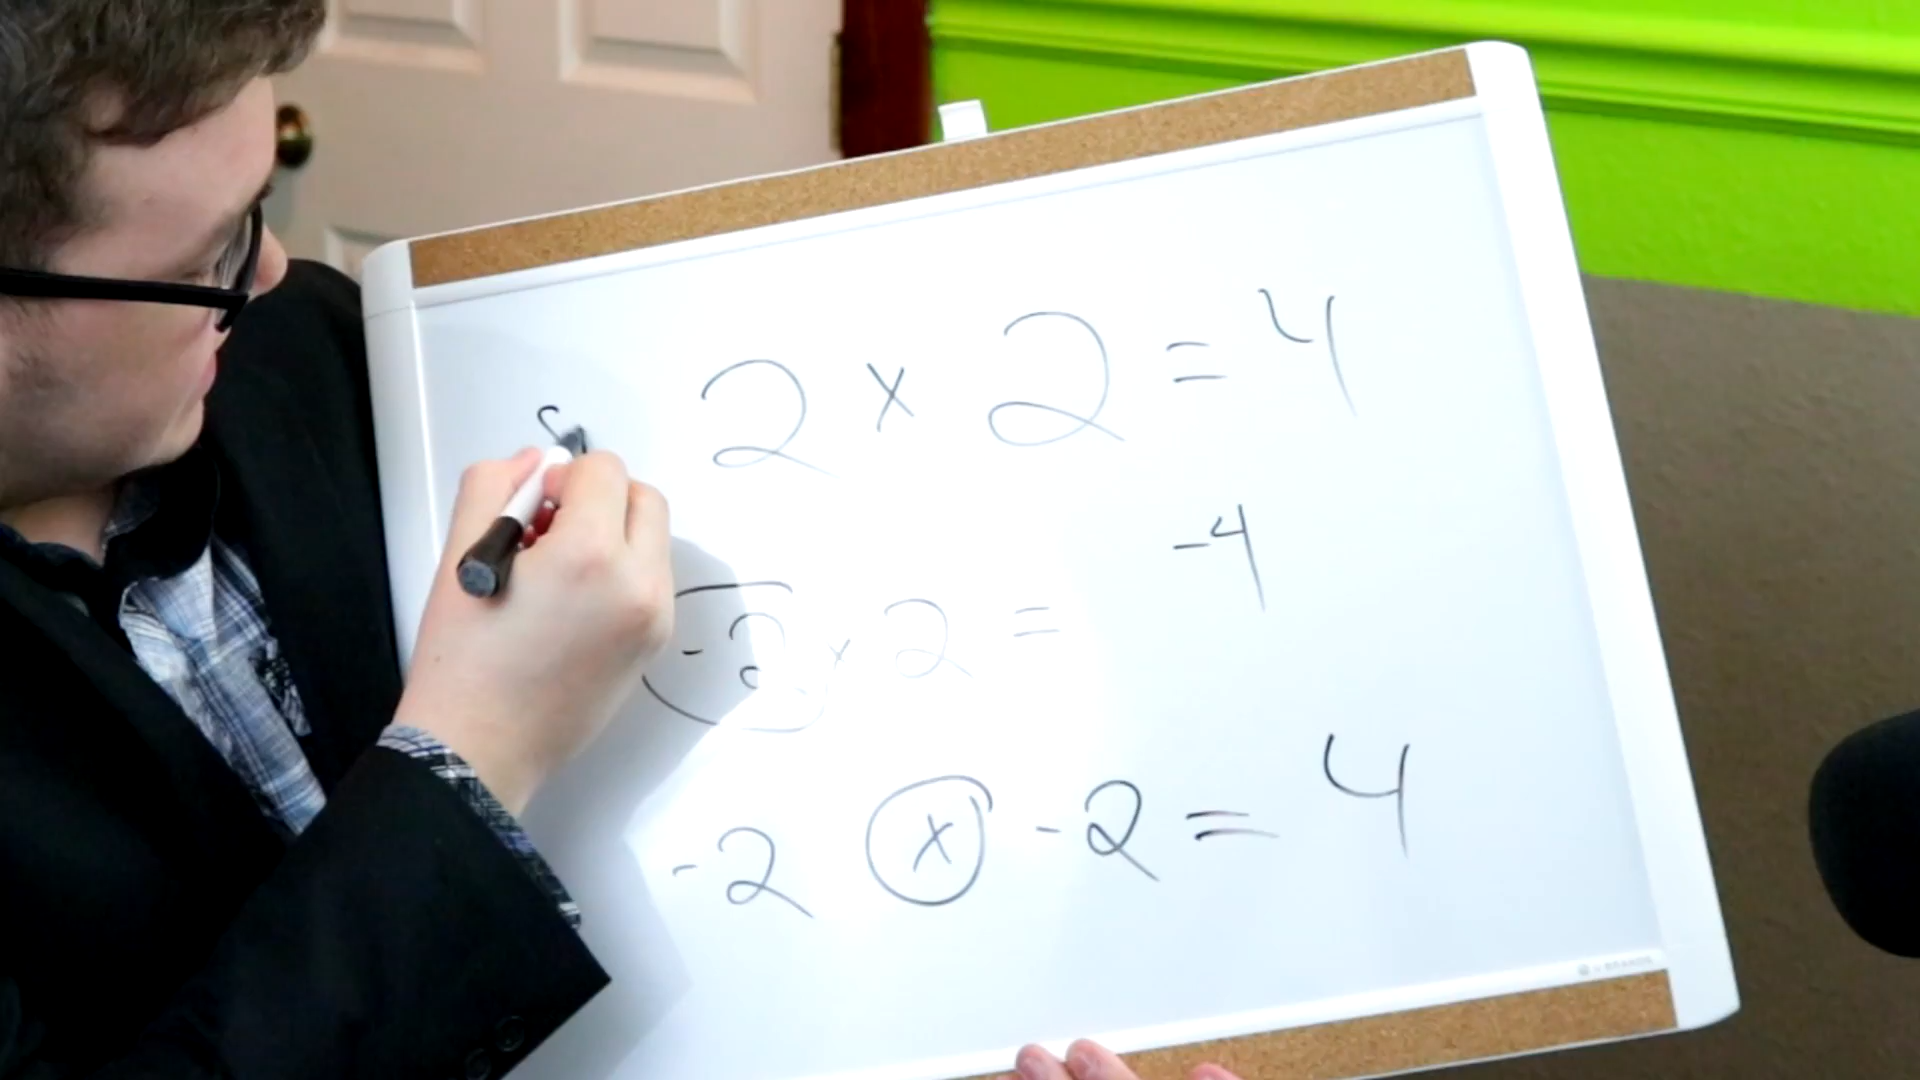 2 x 2 = 4
-2 x 2 = -4
-2 x -2 = 4